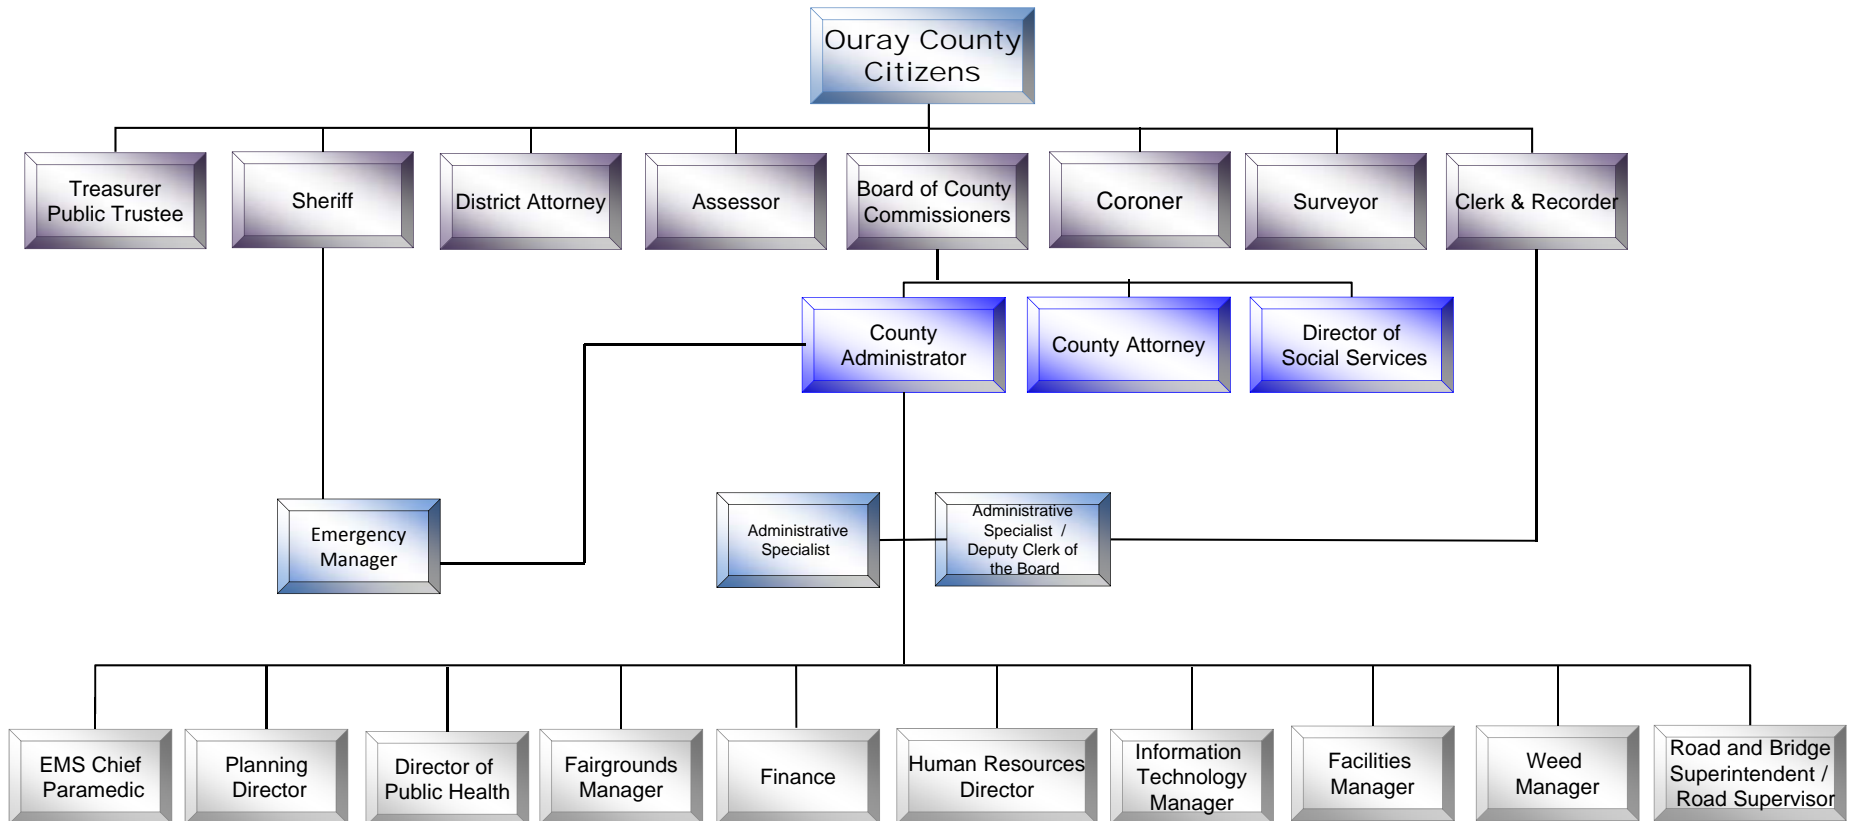 Ouray County
Citizens
Treasurer
Public Trustee
Sheriff
District Attorney
Assessor
Board of County
Commissioners
Coroner
Surveyor
Clerk & Recorder
County
Administrator
County Attorney
Director of
Social Services
Emergency
Manager
Administrative
Specialist
Administrative
Specialist /
Deputy Clerk of
the Board
EMS Chief
Paramedic
Planning
Director
Director of
Public Health
Fairgrounds
Manager
Finance
Human Resources
Director
Information
Technology
Manager
Facilities
Manager
Weed
Manager
Road and Bridge
Superintendent /
Road Supervisor